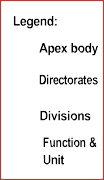 Legend:
Apex body
Directorates
Divisions
Function &
Unit